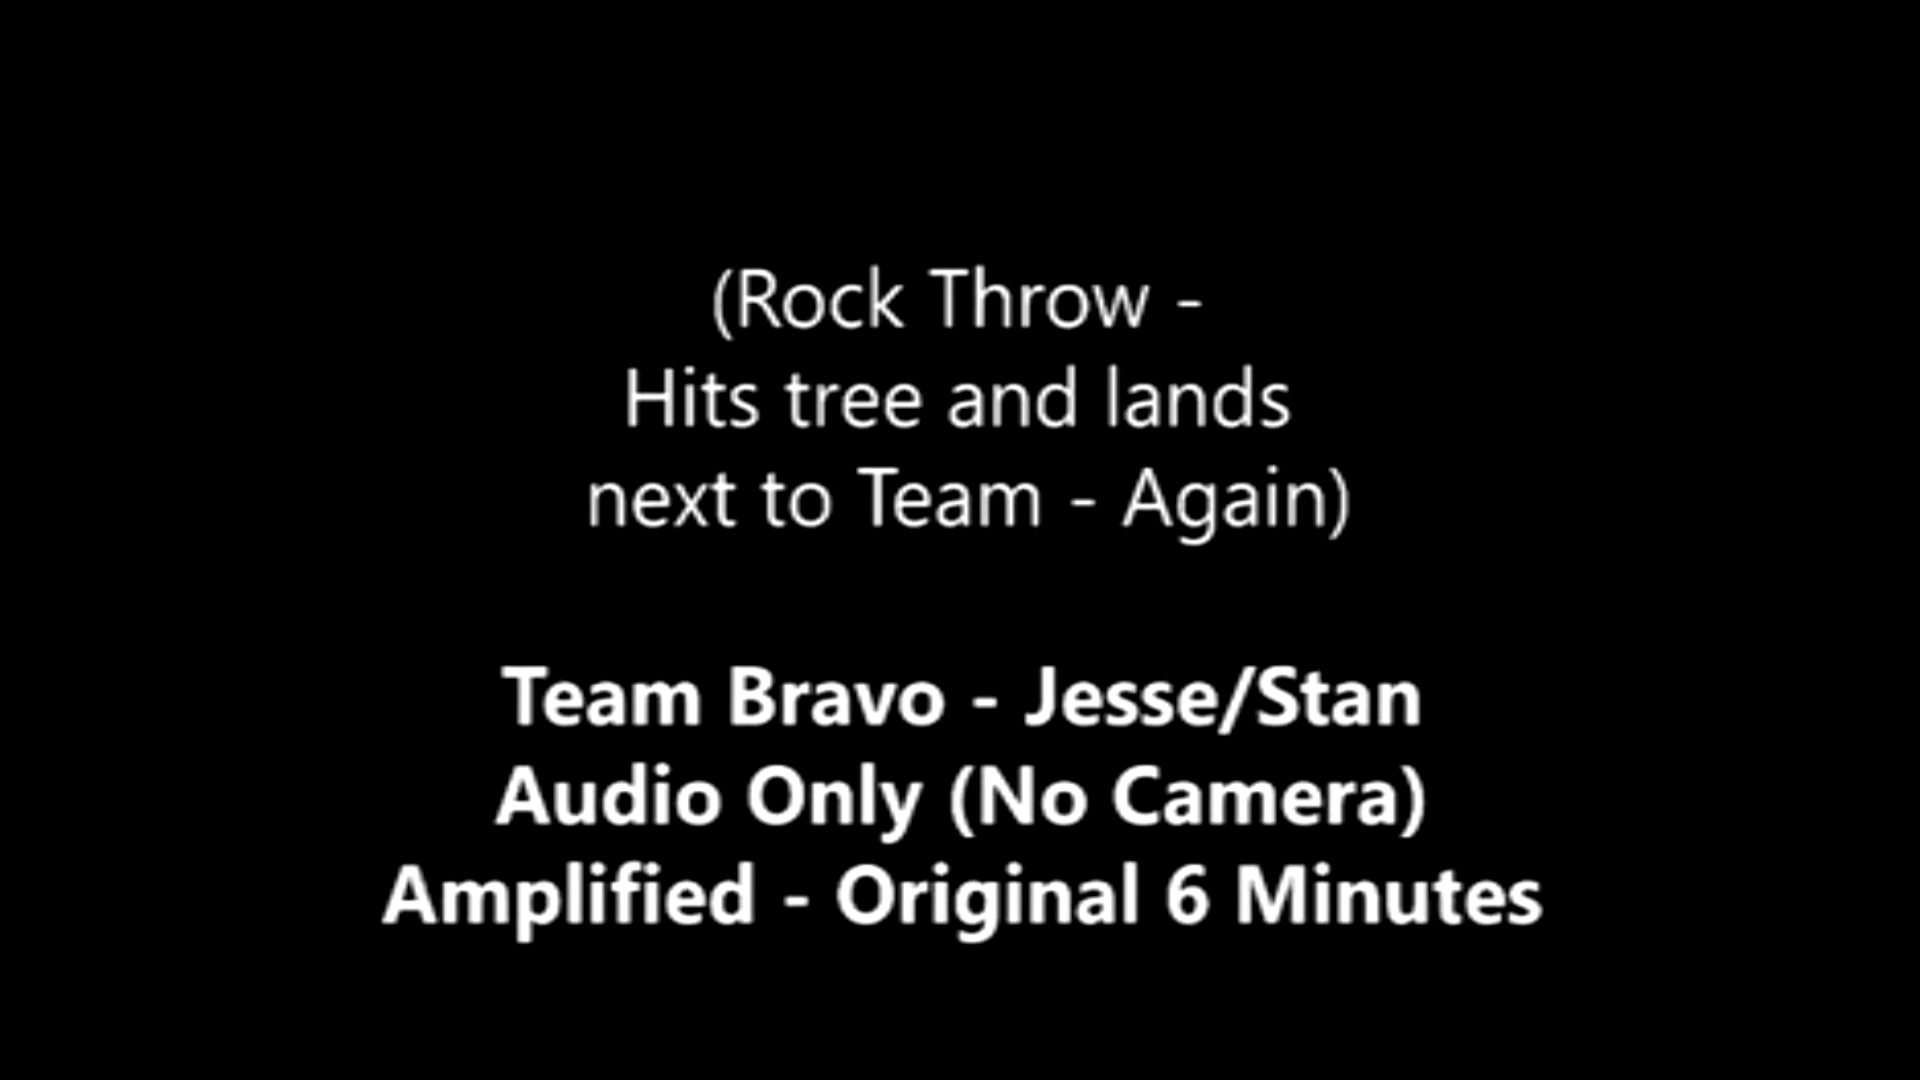 (Rock Throw -
Hits tree and lands
next to Team - Again)
Team Bravo - Jesse/Stan
Audio Only (No Camera)
Amplified - Original 6 Minutes